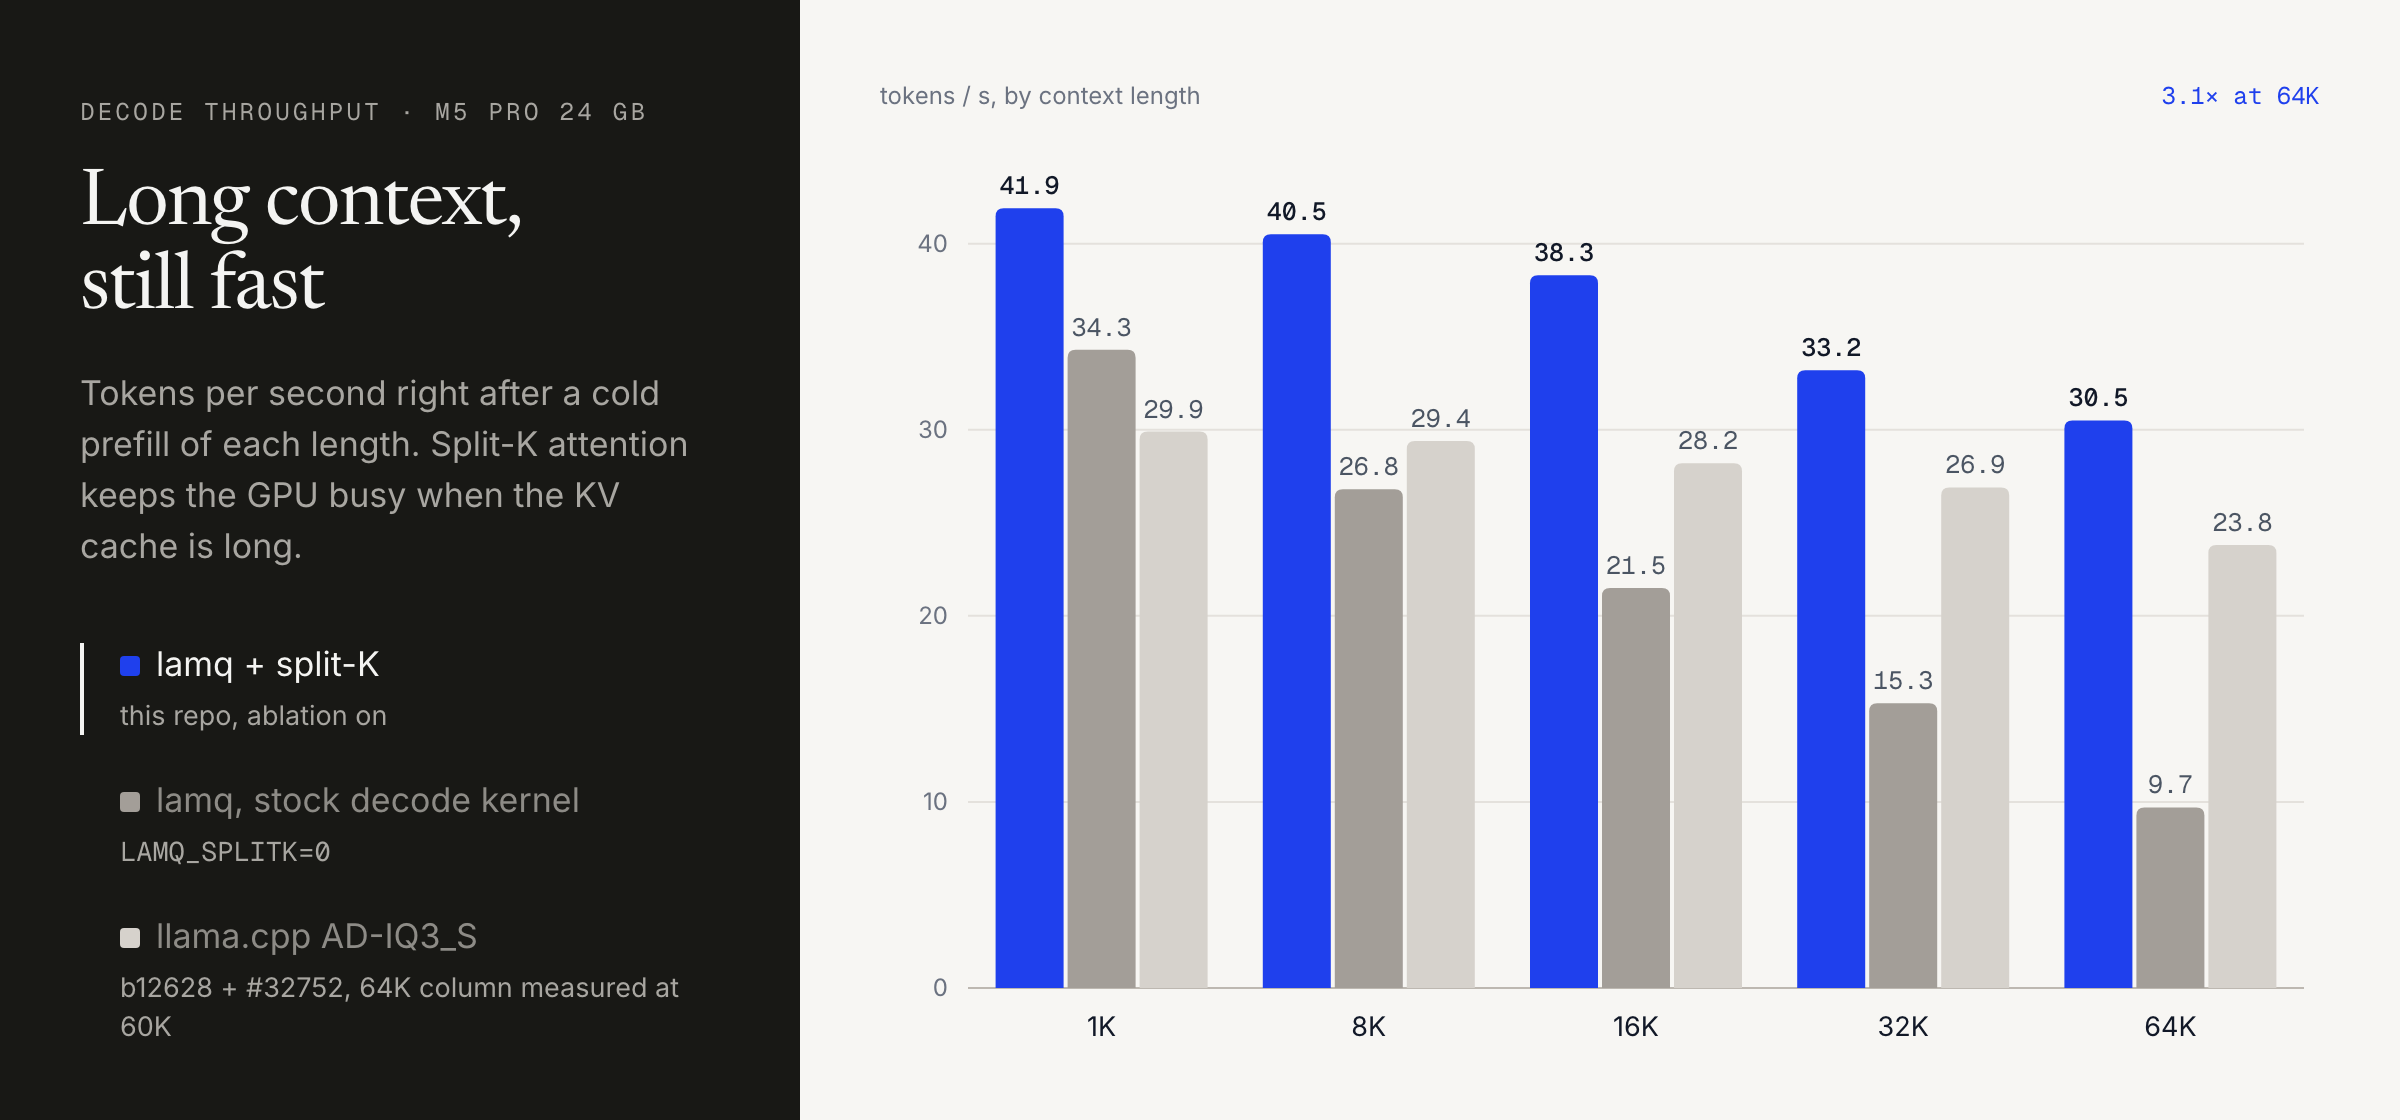 DECODE THROUGHPUT · M5 PRO 24 GB
Long context,
still fast
Tokens per second right after a cold
prefill of each length. Split-K attention
keeps the GPU busy when the KV
cache is long.
lamq + split-K
this repo, ablation on
lamq, stock decode kernel
LAMQ_SPLITK=0
llama.cpp AD-IQ3_S
b12628 + #32752, 64K column measured at
60K
tokens / s, by context length
3.1× at 64K
41.9
34.3
29.9
40.5
26.8
29.4
38.3
21.5
28.2
33.2
15.3
26.9
30.5
9.7
23.8
40
30
20
10
0
1K
8K
16K
32K
64K